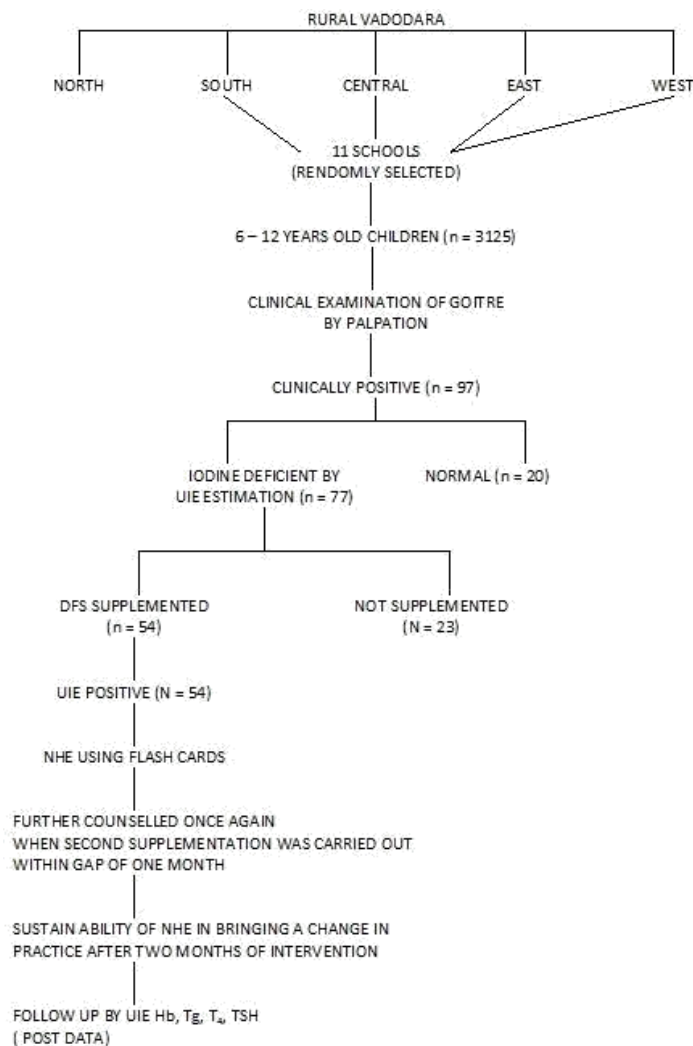 RURAL VADODARA
NORTH SOUTH CENTRAL EAST WEST
11 SCHOOLS
(RENDOMLY SELECTED)
6 – 12 YEARS OLD CHILDREN (n = 3125)
CLINICAL EXAMINATION OF GOITRE
BY PALPATION
CLINICALLY POSITIVE (n = 97)
IODINE DEFICIENT BY
UIE ESTIMATION (n = 77)
NORMAL (n = 20)
DFS SUPPLEMENTED
(n = 54)
NOT SUPPLEMENTED
(N = 23)
UIE POSITIVE (N = 54)
NHE USING FLASH CARDS
FURTHER COUNSELLED ONCE AGAIN
WHEN SECOND SUPPLEMENTATION WAS CARRIED OUT
WITHIN GAP OF ONE MONTH
SUSTAIN ABILITY OF NHE IN BRINGING A CHANGE IN
PRACTICE AFTER TWO MONTHS OF INTERVENTION
FOLLOW UP BY UIE Hb, Tg, T₄, TSH
( POST DATA)